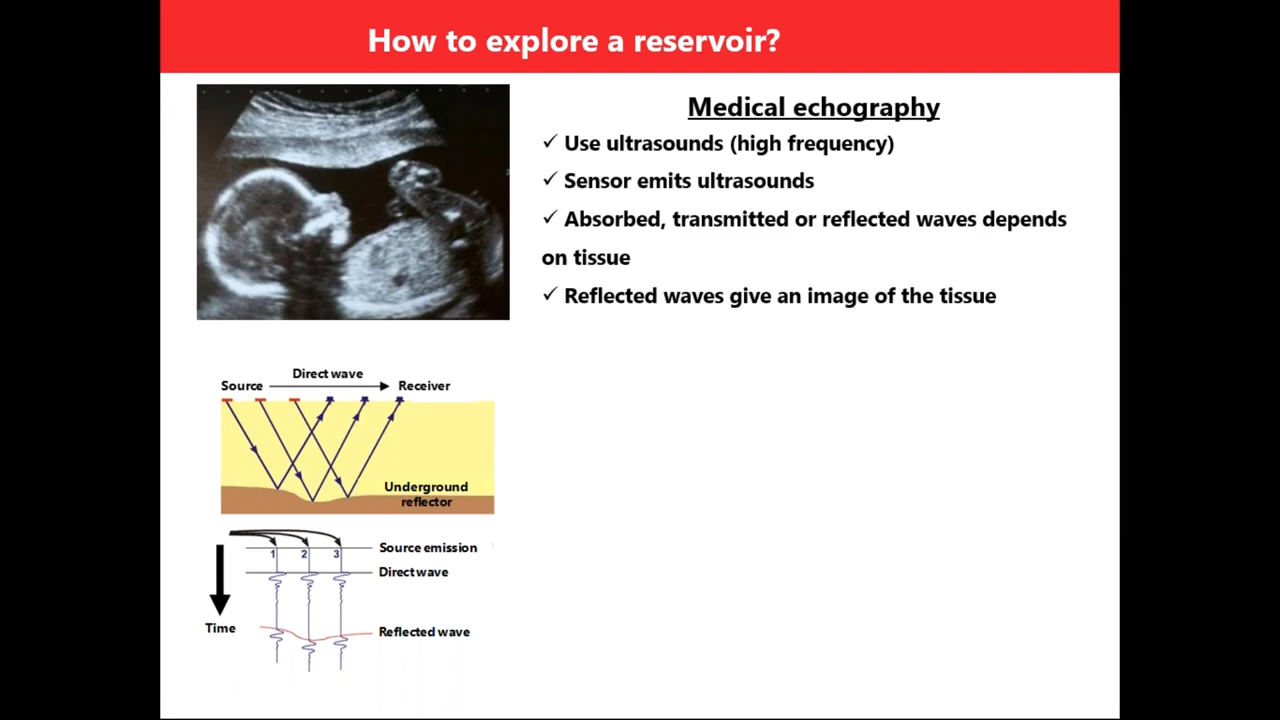 How to explore a reservoir?
Medical echography
✓ Use ultrasounds (high frequency)
✓ Sensor emits ultrasounds
✓ Absorbed, transmitted or reflected waves depends
on tissue
✓ Reflected waves give an image of the tissue
Direct wave
Source
Receiver
Underground
reflector
Source emission
1 2 3
Direct wave
Time
Reflected wave